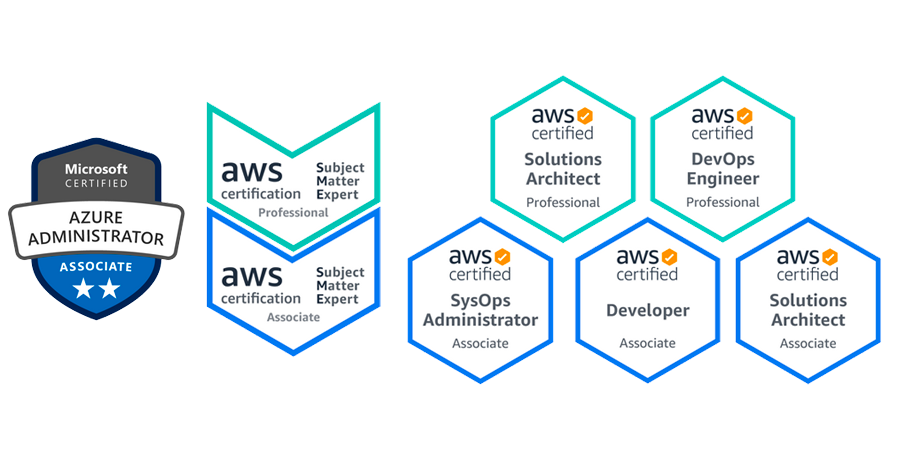 Microsoft
CERTIFIED
AZURE
ADMINISTRATOR
ASSOCIATE
aws
certification
Subject
Matter
Expert
Professional
aws
certification
Subject
Matter
Expert
Associate
aws
certified
Solutions
Architect
Professional
aws
certified
DevOps
Engineer
Professional
aws
certified
SysOps
Administrator
Associate
aws
certified
Developer
Associate
aws
certified
Solutions
Architect
Associate